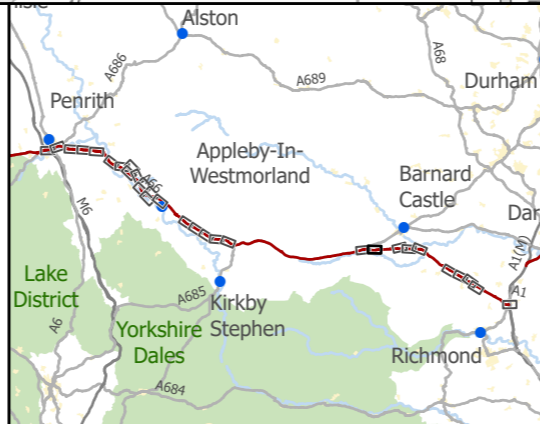 Alston
A686
A68
A689
Durham
Penrith
Appleby-In-
Westmorland
A66
Barnard
Castle
M6
A1(M)
Lake
District
A685
Kirkby
Stephen
A1
A6
Yorkshire
Dales
Richmond
A684